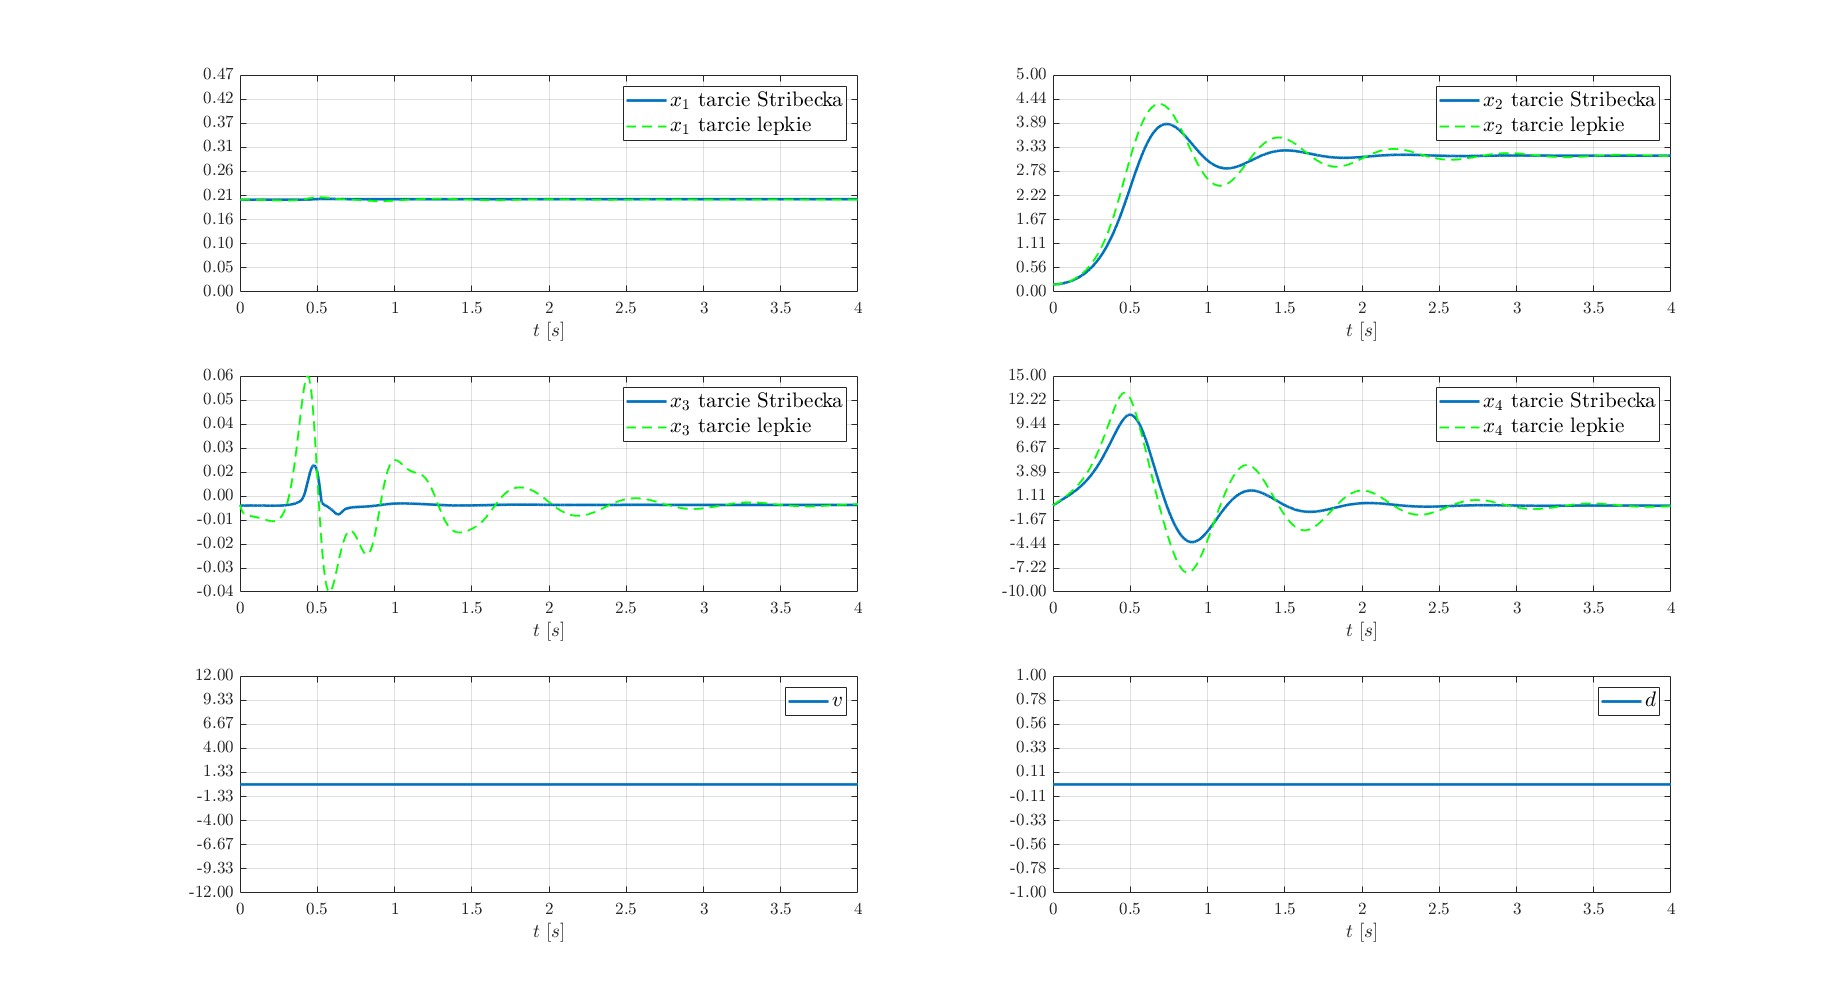 0.47
0.42
0.37
0.31
0.26
0.21
0.16
0.10
0.05
0.00
x₁ tarcie Stribecka
x₁ tarcie lepkie
0 0.5 1 1.5 2 2.5 3 3.5 4
t [s]
5.00
4.44
3.89
3.33
2.78
2.22
1.67
1.11
0.56
0.00
x₂ tarcie Stribecka
x₂ tarcie lepkie
0 0.5 1 1.5 2 2.5 3 3.5 4
t [s]
0.06
0.05
0.04
0.03
0.02
0.00
-0.01
-0.02
-0.03
-0.04
x₃ tarcie Stribecka
x₃ tarcie lepkie
0 0.5 1 1.5 2 2.5 3 3.5 4
t [s]
15.00
12.22
9.44
6.67
3.89
1.11
-1.67
-4.44
-7.22
-10.00
x₄ tarcie Stribecka
x₄ tarcie lepkie
0 0.5 1 1.5 2 2.5 3 3.5 4
t [s]
12.00
9.33
6.67
4.00
1.33
-1.33
-4.00
-6.67
-9.33
-12.00
v
0 0.5 1 1.5 2 2.5 3 3.5 4
t [s]
1.00
0.78
0.56
0.33
0.11
-0.11
-0.33
-0.56
-0.78
-1.00
d
0 0.5 1 1.5 2 2.5 3 3.5 4
t [s]